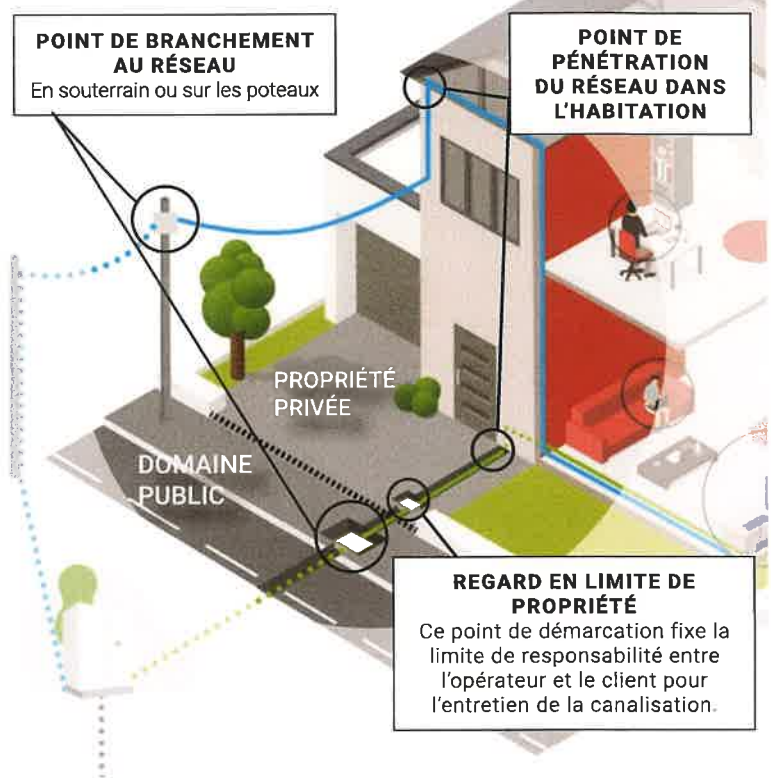 POINT DE BRANCHEMENT
AU RÉSEAU
En souterrain ou sur les poteaux
POINT DE
PÉNÉTRATION
DU RÉSEAU DANS
L'HABITATION
PROPRIÉTÉ
PRIVÉE
DOMAINE
PUBLIC
REGARD EN LIMITE DE
PROPRIÉTÉ
Ce point de démarcation fixe la
limite de responsabilité entre
l'opérateur et le client pour
l'entretien de la canalisation.